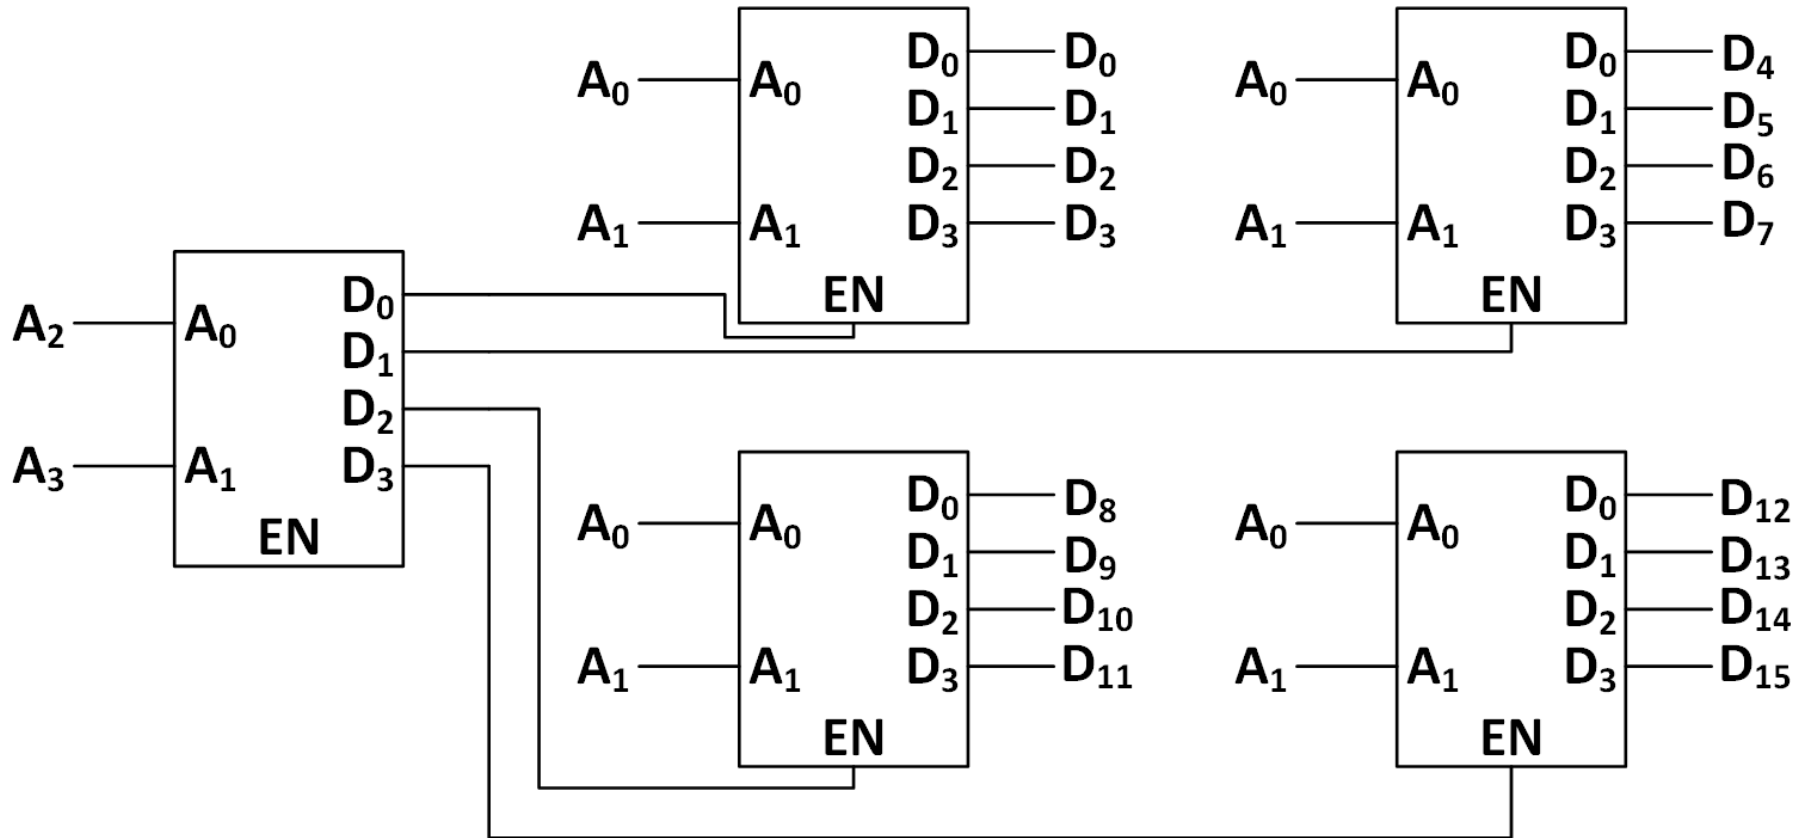 A₀ A₀ D₀ D₀ A₀ A₀ D₀ D₄
D₁ D₁ D₁ D₅
D₂ D₂ D₂ D₆
A₁ A₁ D₃ D₃ A₁ A₁ D₃ D₇
EN EN
A₂ A₀ D₀
D₁
D₂
A₃ A₁ D₃
EN
A₀ A₀ D₀ D₈ A₀ A₀ D₀ D₁₂
D₁ D₉ D₁ D₁₃
D₂ D₁₀ D₂ D₁₄
A₁ A₁ D₃ D₁₁ A₁ A₁ D₃ D₁₅
EN EN